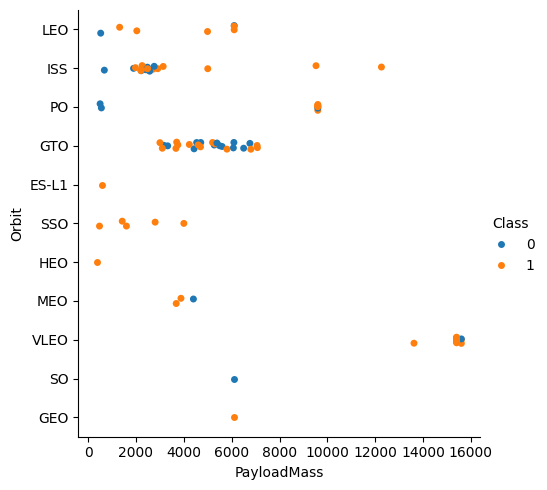 LEO
ISS
PO
GTO
ES-L1
SSO
HEO
MEO
VLEO
SO
GEO
Orbit
0 2000 4000 6000 8000 10000 12000 14000 16000
PayloadMass
Class
0
1